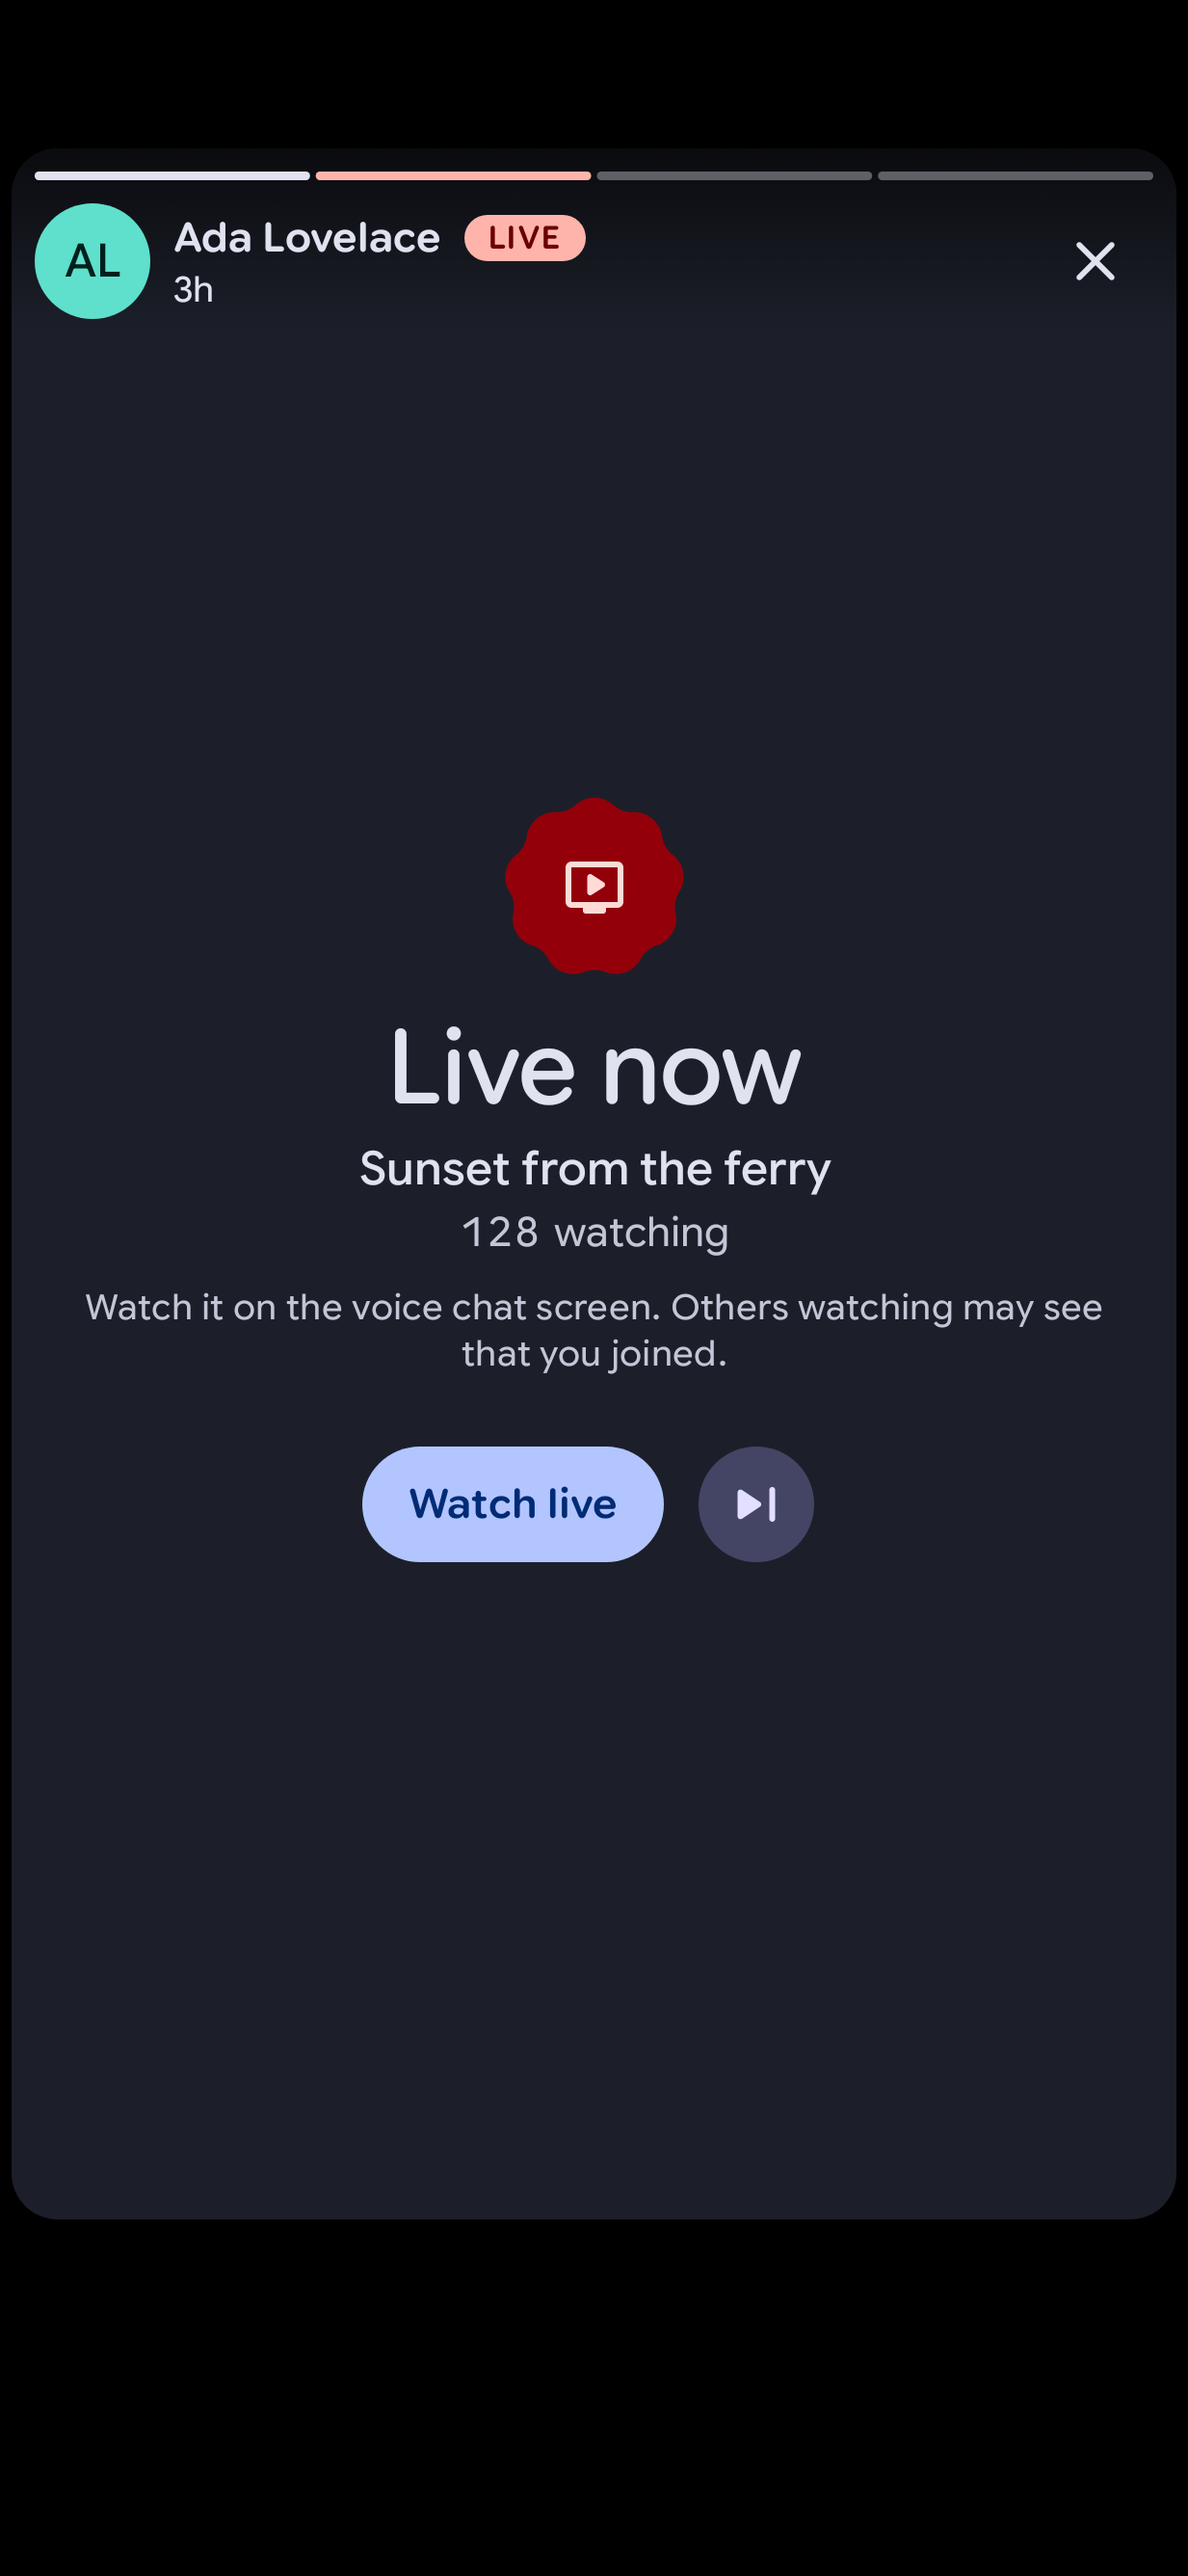 AL
Ada Lovelace LIVE
3h
Live now
Sunset from the ferry
128 watching
Watch it on the voice chat screen. Others watching may see
that you joined.
Watch live